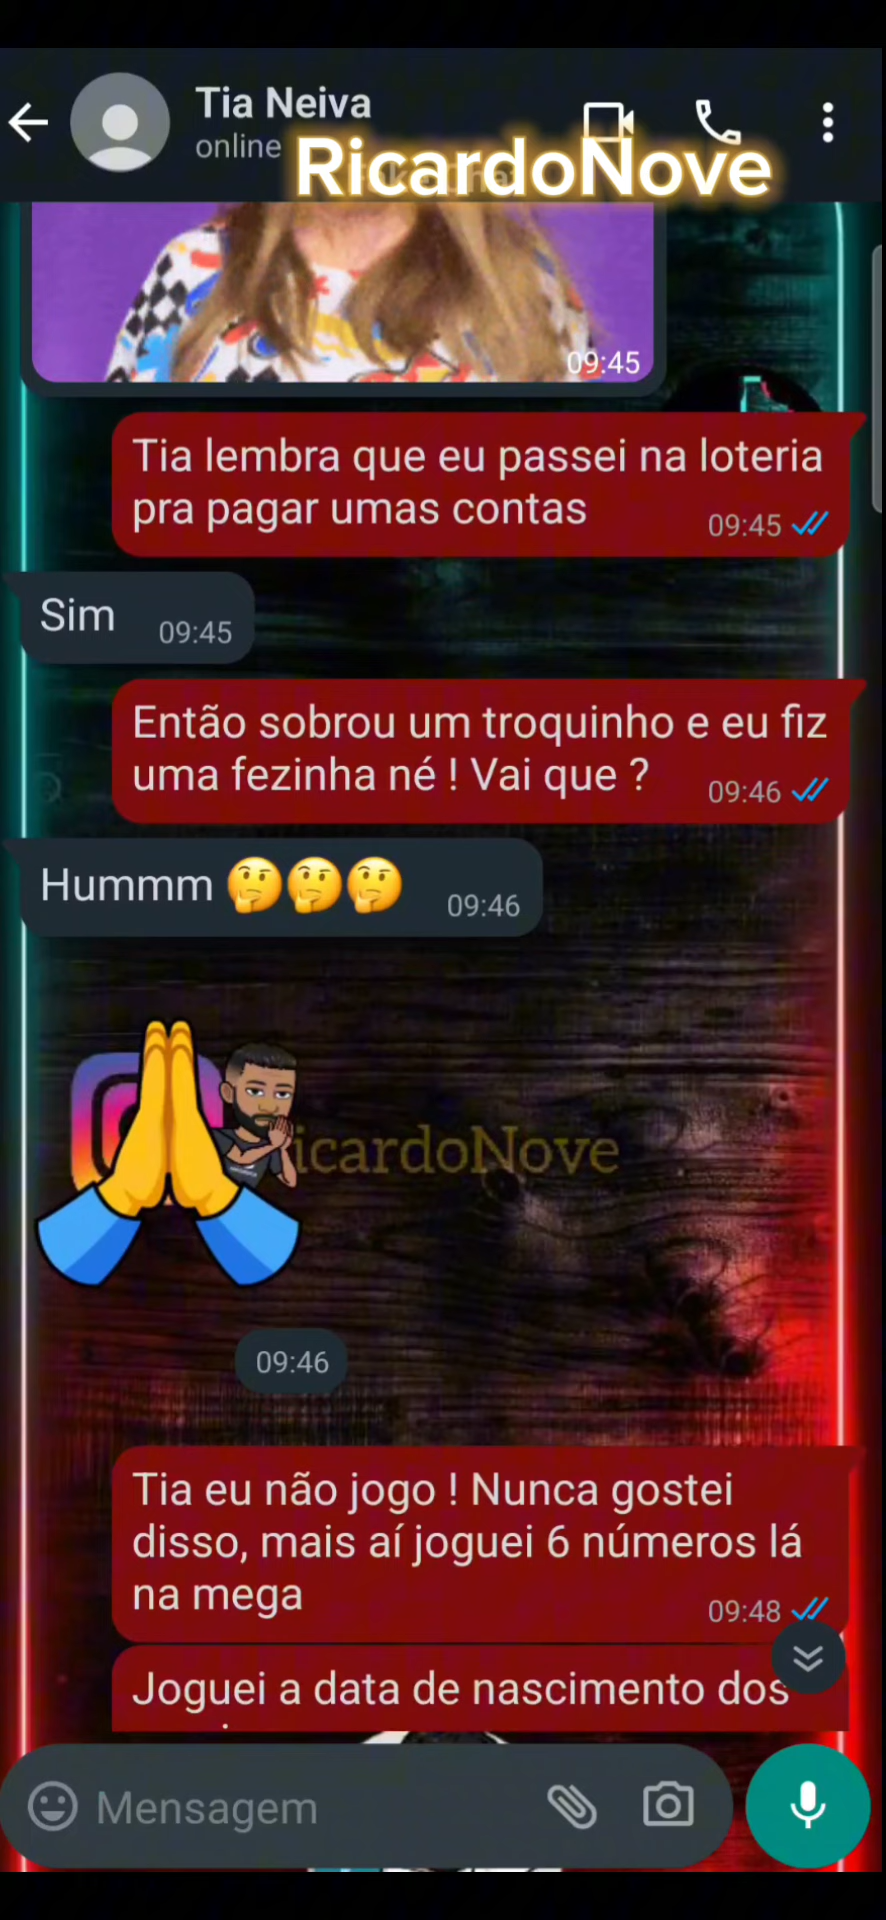 Tia Neiva
online
RicardoNove
09:45
Tia lembra que eu passei na loteria
pra pagar umas contas
09:45
Sim
09:45
Então sobrou um troquinho e eu fiz
uma fezinha né ! Vai que ?
09:46
Hummm 🤔🤔🤔
09:46
icardoNove
09:46
Tia eu não jogo ! Nunca gostei
disso, mais aí joguei 6 números lá
na mega
09:48
Joguei a data de nascimento dos
Mensagem